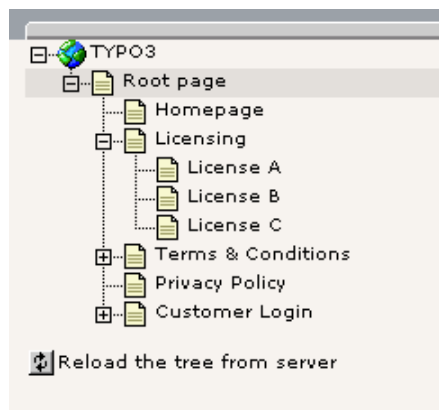 TYPO3
Root page
Homepage
Licensing
License A
License B
License C
Terms & Conditions
Privacy Policy
Customer Login
Reload the tree from server